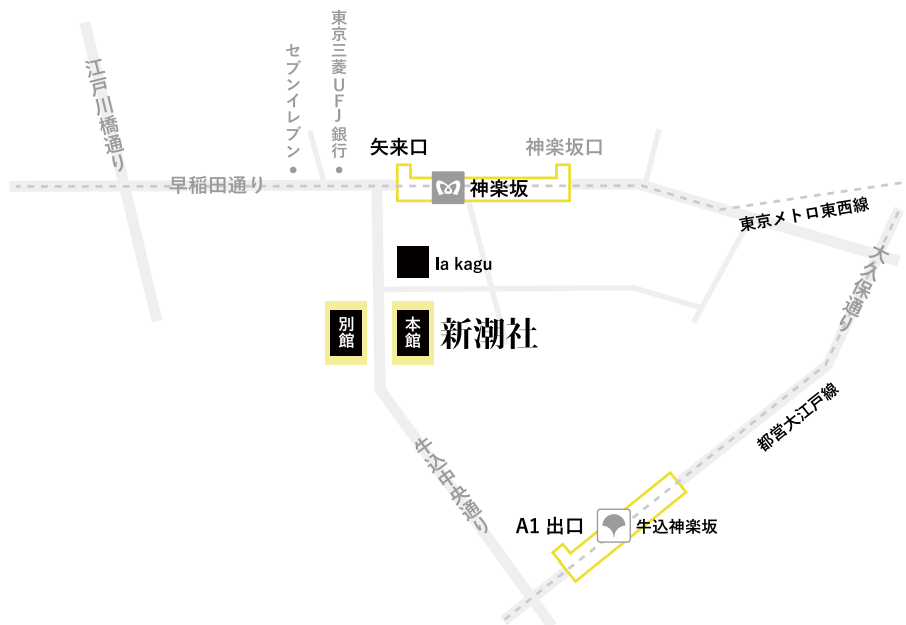 東京三菱UFJ銀行
セブンイレブン
江戸川橋通り
矢来口
神楽坂口
早稲田通り
神楽坂
東京メトロ東西線
大久保通り
la kagu
別館
本館
新潮社
都営大江戸線
牛込中央通り
A1 出口
牛込神楽坂